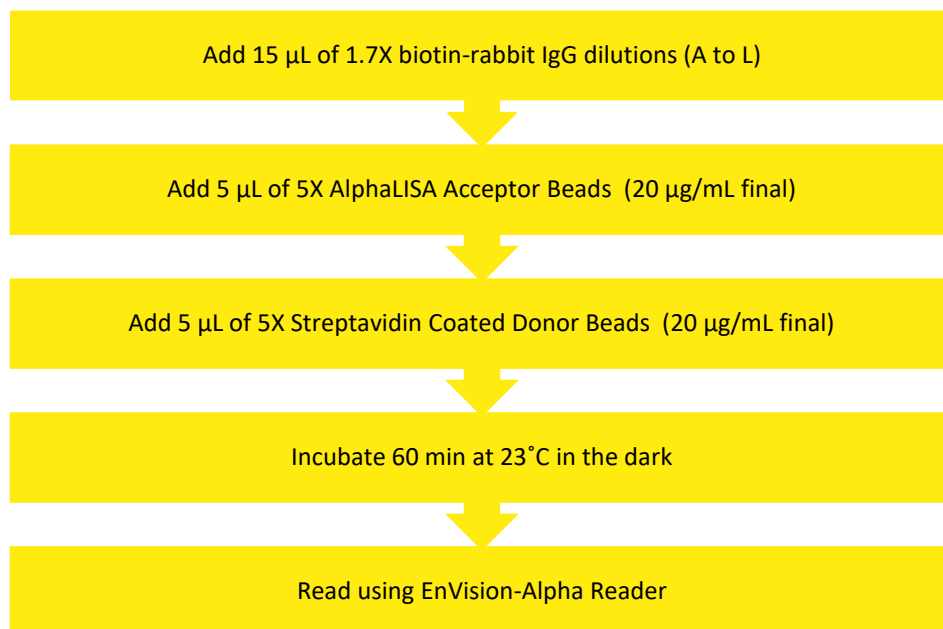 Add 15 µL of 1.7X biotin-rabbit IgG dilutions (A to L)
Add 5 µL of 5X AlphaLISA Acceptor Beads  (20 µg/mL final)
Add 5 µL of 5X Streptavidin Coated Donor Beads  (20 µg/mL final)
Incubate 60 min at 23˚C in the dark
Read using EnVision-Alpha Reader